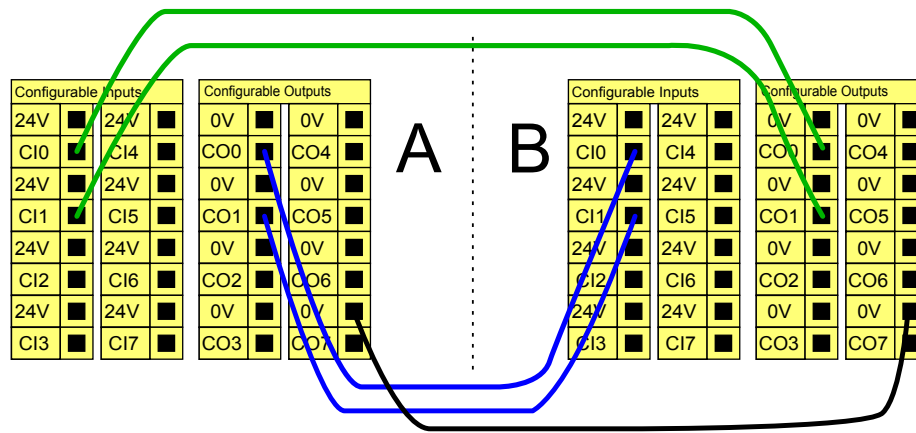 Configurable Inputs
24V 24V
CI0 CI4
24V 24V
CI1 CI5
24V 24V
CI2 CI6
24V 24V
CI3 CI7
Configurable Outputs
0V 0V
CO0 CO4
0V 0V
CO1 CO5
0V 0V
CO2 CO6
0V 0V
CO3 CO7
A
B
Configurable Inputs
24V 24V
CI0 CI4
24V 24V
CI1 CI5
24V 24V
CI2 CI6
24V 24V
CI3 CI7
Configurable Outputs
0V 0V
CO0 CO4
0V 0V
CO1 CO5
0V 0V
CO2 CO6
0V 0V
CO3 CO7